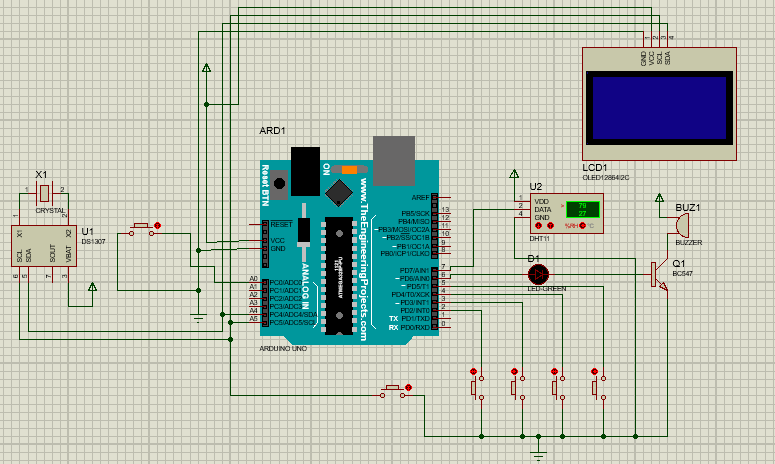 GND
VCC
SCL
SDA
1
2
3
4
LCD1
OLED12864I2C
ARD1
Reset BTN
ON
www.TheEngineeringProjects.com
ANALOG IN
ATMEGA328P
RESET
VCC
GND
A0
A1
A2
A3
A4
A5
PC0/ADC0
PC1/ADC1
PC2/ADC2
PC3/ADC3
PC4/ADC4/SDA
PC5/ADC5/SCL
AREF
PB5/SCK
PB4/MISO
PB3/MOSI/OC2A
PB2/SS/OC1B
PB1/OC1A
PB0/ICP1/CLKO
13
12
11
10
9
8
PD7/AIN1
PD6/AIN0
PD5/T1
PD4/T0/XCK
PD3/INT1
PD2/INT0
TX PD1/TXD
RX PD0/RXD
7
6
5
4
3
2
1
0
ARDUINO UNO
X1
1
2
CRYSTAL
1
2
X1
X2
SCL
SDA
SOUT
VBAT
6
5
7
3
U1
DS1307
U2
1
2
4
VDD
DATA
GND
79
27
%RH
°C
DHT11
D1
LED-GREEN
BUZ1
BUZZER
Q1
BC547